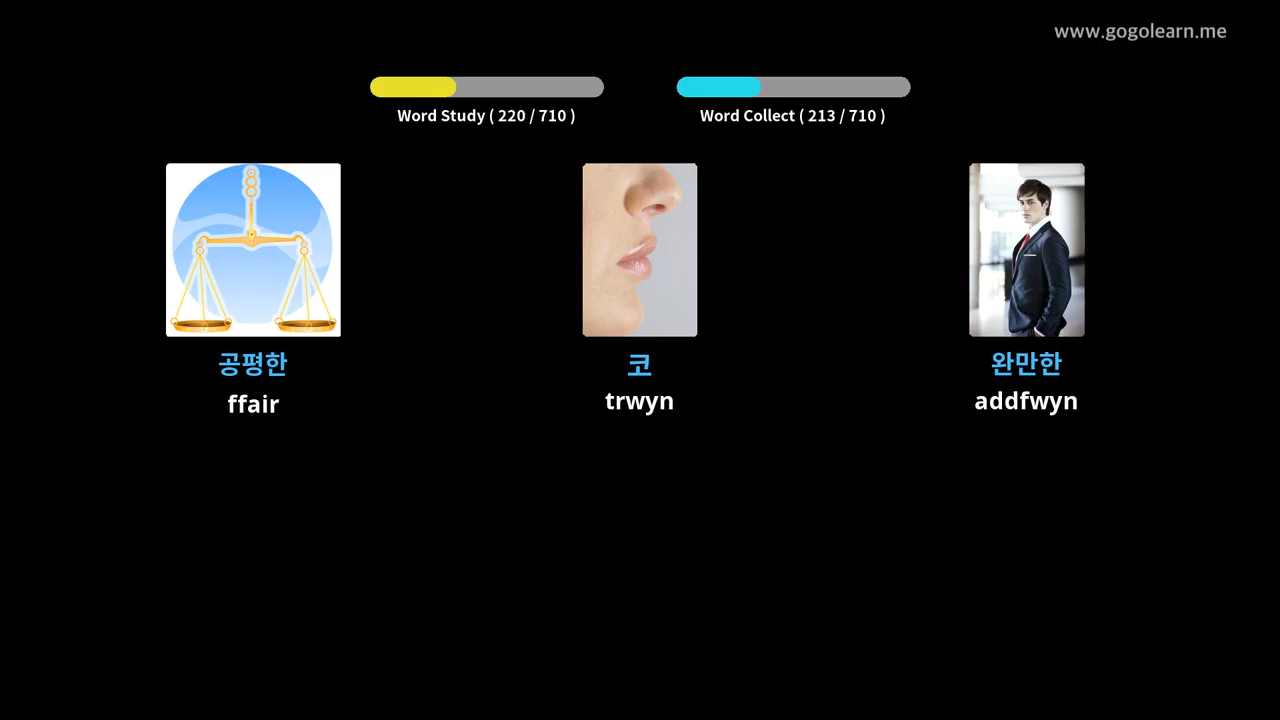 www.gogolearn.me
Word Study ( 220 / 710 )
Word Collect ( 213 / 710 )
공평한
코
완만한
ffair
trwyn
addfwyn